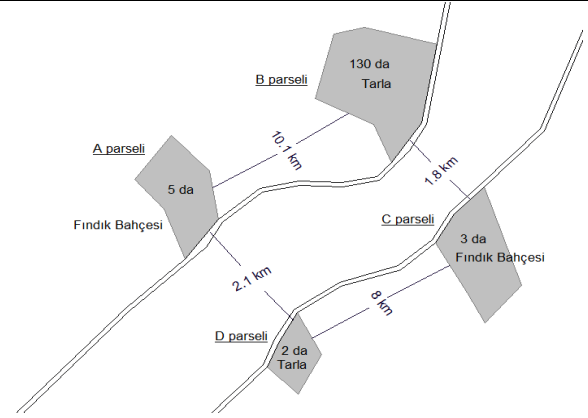 130 da
Tarla
B parseli
10.1 km
A parseli
5 da
1.8 km
Fındık Bahçesi
C parseli
3 da
Fındık Bahçesi
2.1 km
8 km
D parseli
2 da
Tarla